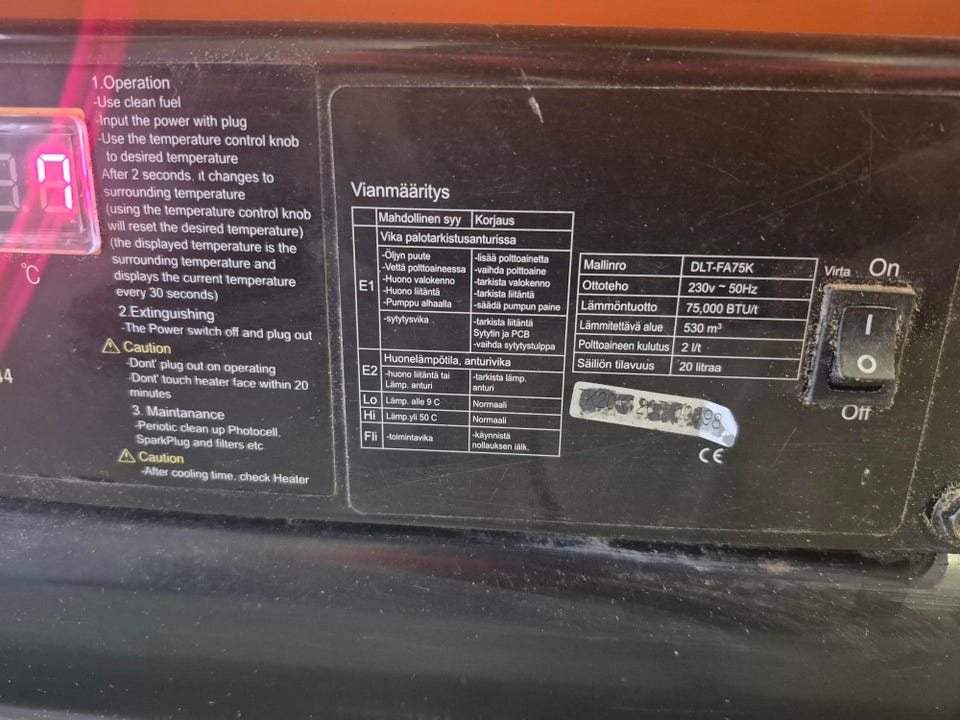 7
°C
44
1.Operation
-Use clean fuel
-Input the power with plug
-Use the temperature control knob
to desired temperature
After 2 seconds, it changes to
surrounding temperature
(using the temperature control knob
will reset the desired temperature)
(the displayed temperature is the
surrounding temperature and
displays the current temperature
every 30 seconds)
2.Extinguishing
-The Power switch off and plug out
Caution
-Dont' plug out on operating
-Dont' touch heater face within 20
minutes
3. Maintanance
-Periotic clean up Photocell,
SparkPlug and filters etc
Caution
-After cooling time, check Heater
Vianmääritys
Mahdollinen syy Korjaus
Vika palotarkistusanturissa
E1
-Öljyn puute -lisää polttoainetta
-Vettä polttoaineessa -vaihda polttoaine
-Huono valokenno -tarkista valokenno
-Huono liitäntä -tarkista liitäntä
-Pumppu alhaalla -säädä pumpun paine
-sytytysvika -tarkista liitäntä
Sytytin ja PCB
-vaihda sytytystulppa
Huonelämpötila, anturivika
E2 -huono liitäntä tai -tarkista lämp.
Lämp. anturi anturi
Lo Lämp. alle 9 C Normaali
Hi Lämp.yli 50 C Normaali
Fli -toimintavika -käynnistä
nollauksen iälk.
Mallinro DLT-FA75K
Ottoteho 230v ~ 50Hz
Lämmöntuotto 75,000 BTU/t
Lämmitettävä alue 530 m³
Polttoaineen kulutus 2 l/t
Säiliön tilavuus 20 litraa
98
CE
Virta On
I
O
Off